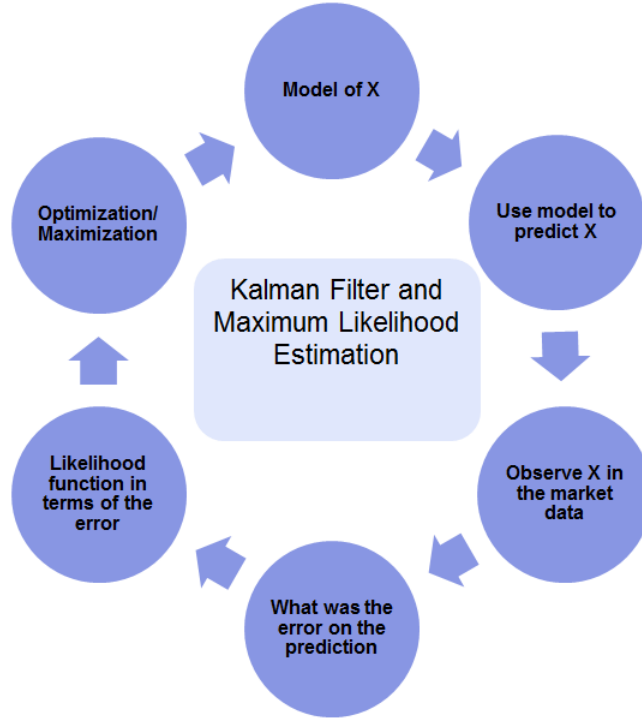 Model of X
Use model to
predict X
Observe X in
the market
data
What was the
error on the
prediction
Likelihood
function in
terms of the
error
Optimization/
Maximization
Kalman Filter and
Maximum Likelihood
Estimation